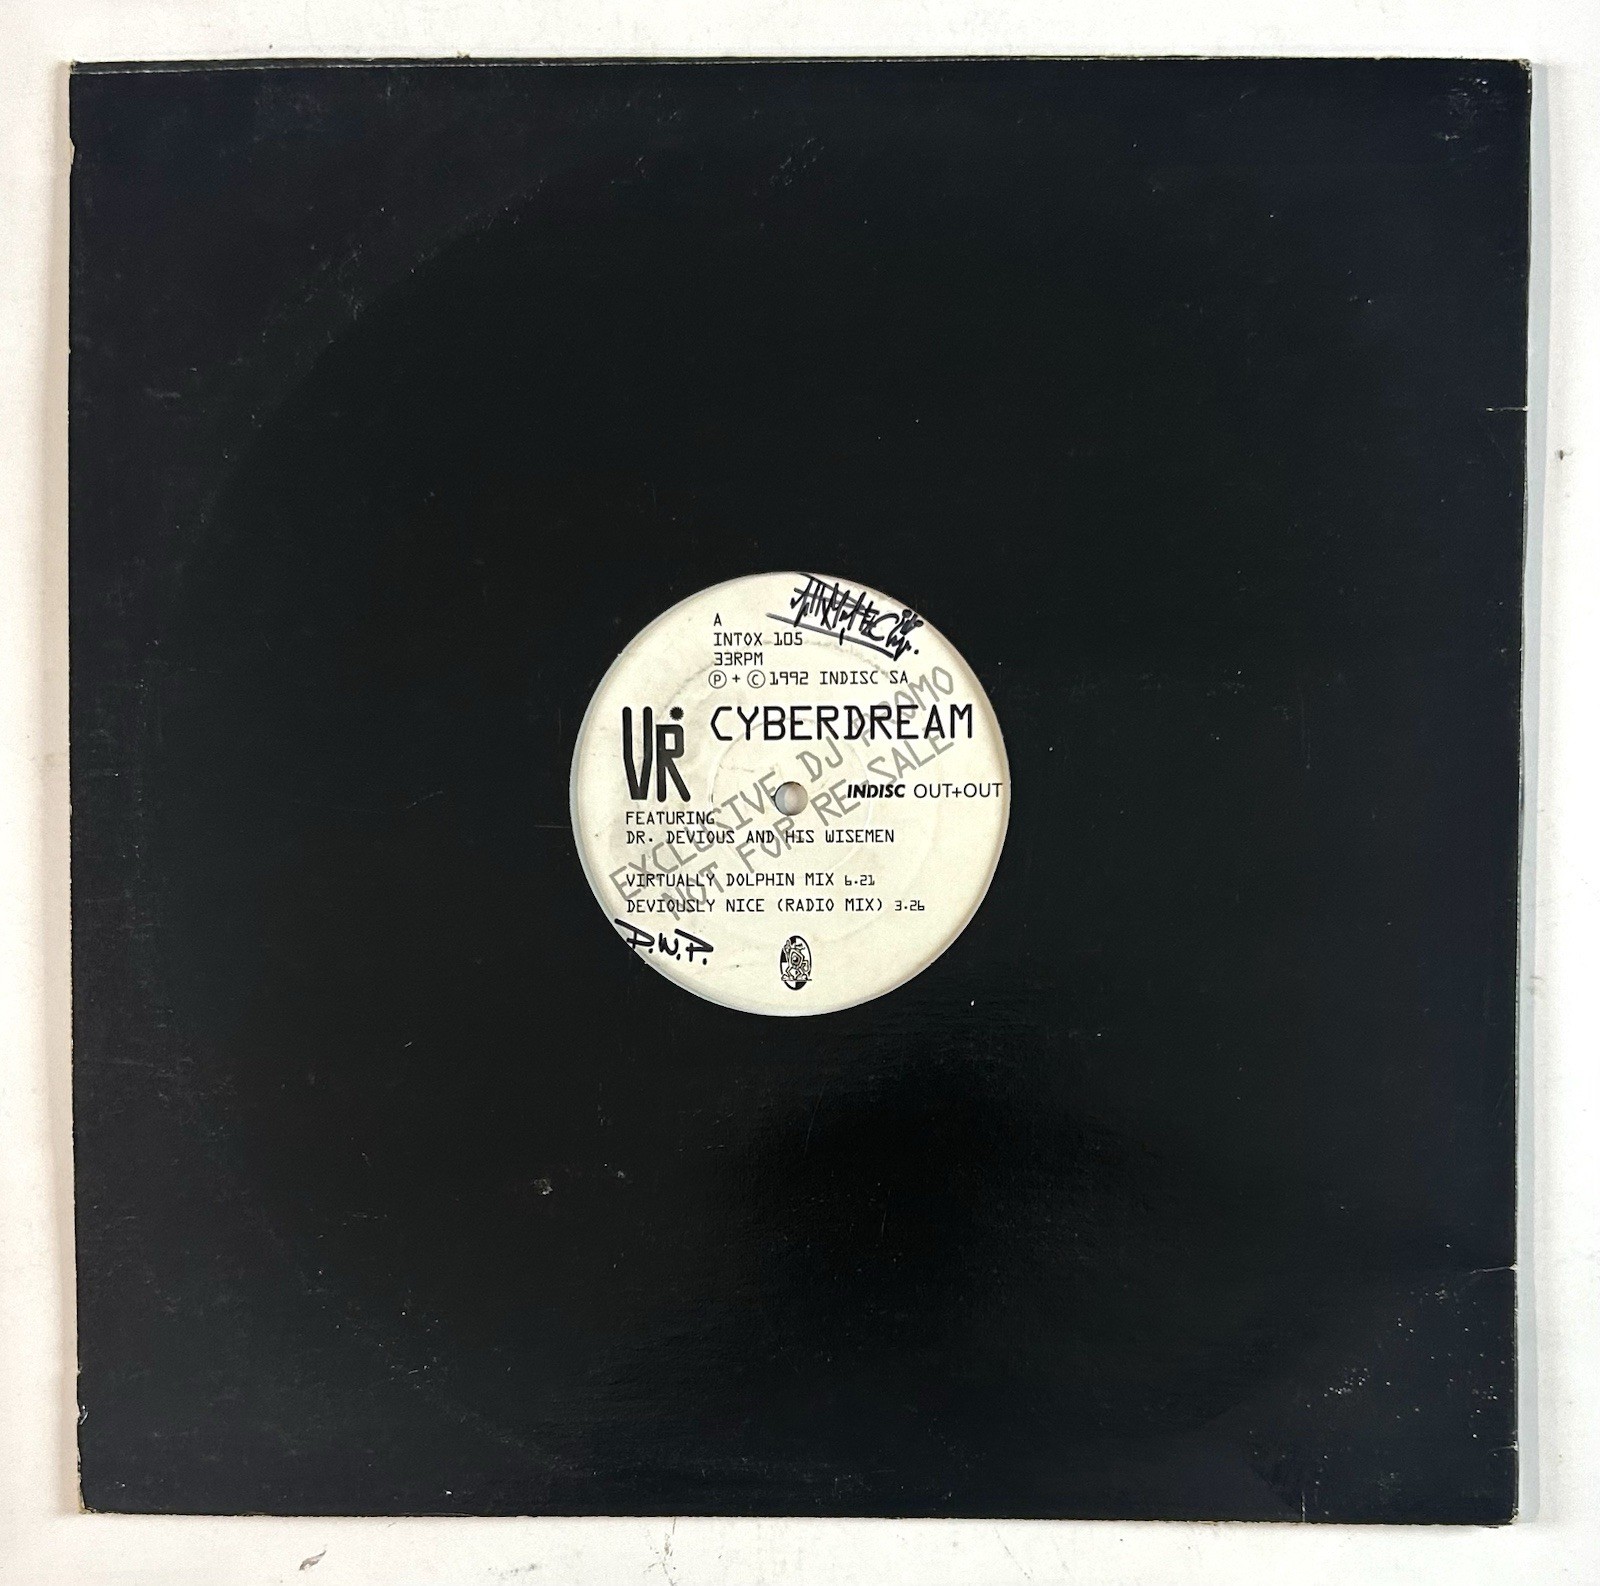 A
INTOX 105
33RPM
Ⓟ + Ⓒ 1992 INDISC SA
VR CYBERDREAM
INDISC OUT+OUT
FEATURING
DR. DEVIOUS AND HIS WISEMEN
VIRTUALLY DOLPHIN MIX 6.21
DEVIOUSLY NICE (RADIO MIX) 3.26
EXCLUSIVE DJ PROMO
NOT FOR RE-SALE
P.W.P.